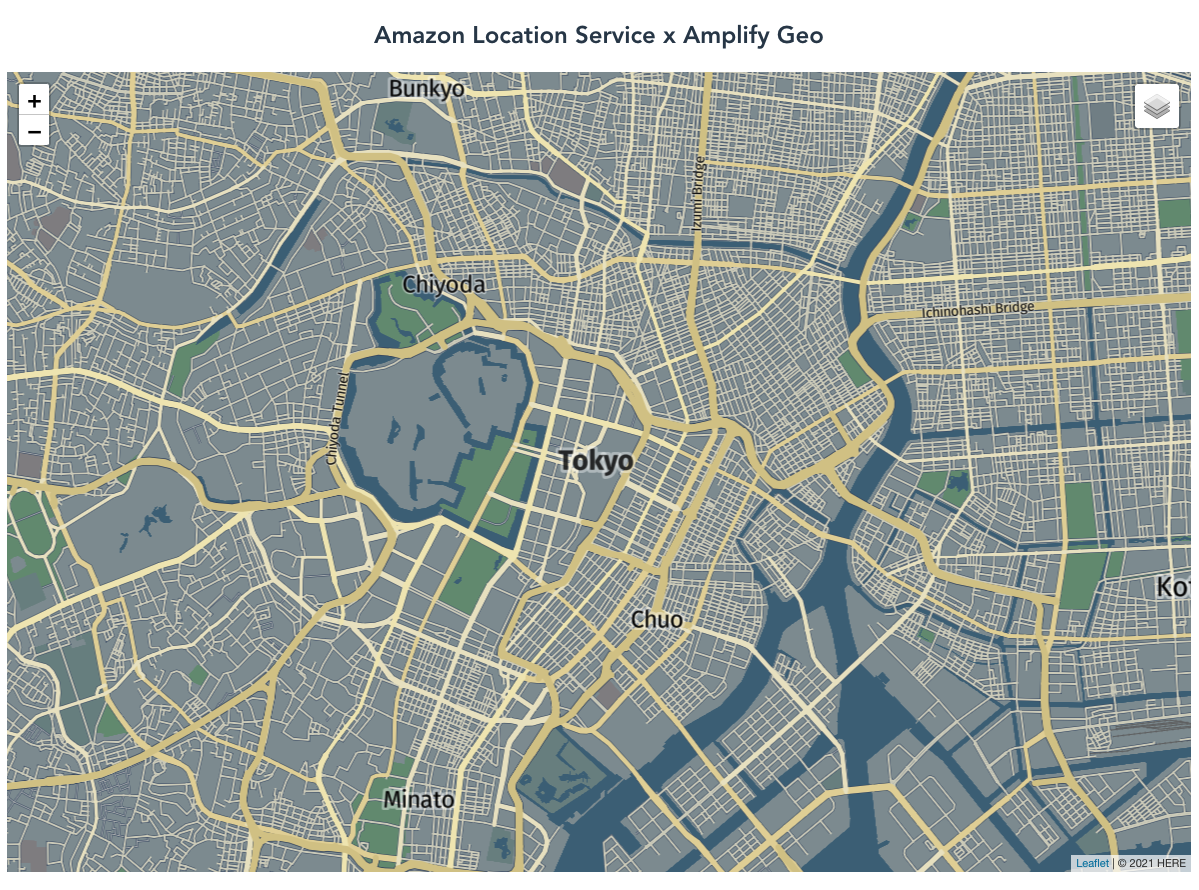 Amazon Location Service x Amplify Geo
+
−
Bunkyo
Izumi Bridge
Chiyoda
Ichinohashi Bridge
Chiyoda Tunnel
Tokyo
Chuo
Minato
Leaflet | © 2021 HERE